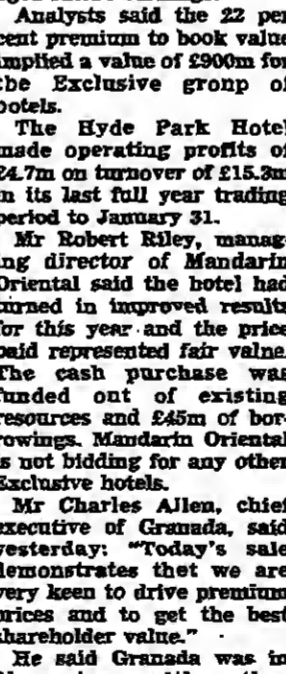 Analysts said the 22 per
cent premium to book value
implied a value of £900m for
the Exclusive group of
hotels.
The Hyde Park Hotel
made operating profits of
£4.7m on turnover of £15.3m
in its last full year trading
period to January 31.
Mr Robert Riley, manag-
ing director of Mandarin
Oriental said the hotel had
turned in improved results
for this year and the price
paid represented fair value.
The cash purchase was
funded out of existing
resources and £45m of bor-
rowings. Mandarin Oriental
is not bidding for any other
Exclusive hotels.
Mr Charles Allen, chief
executive of Granada, said
yesterday: "Today's sale
demonstrates that we are
very keen to drive premium
prices and to get the best
shareholder value."
He said Granada was in